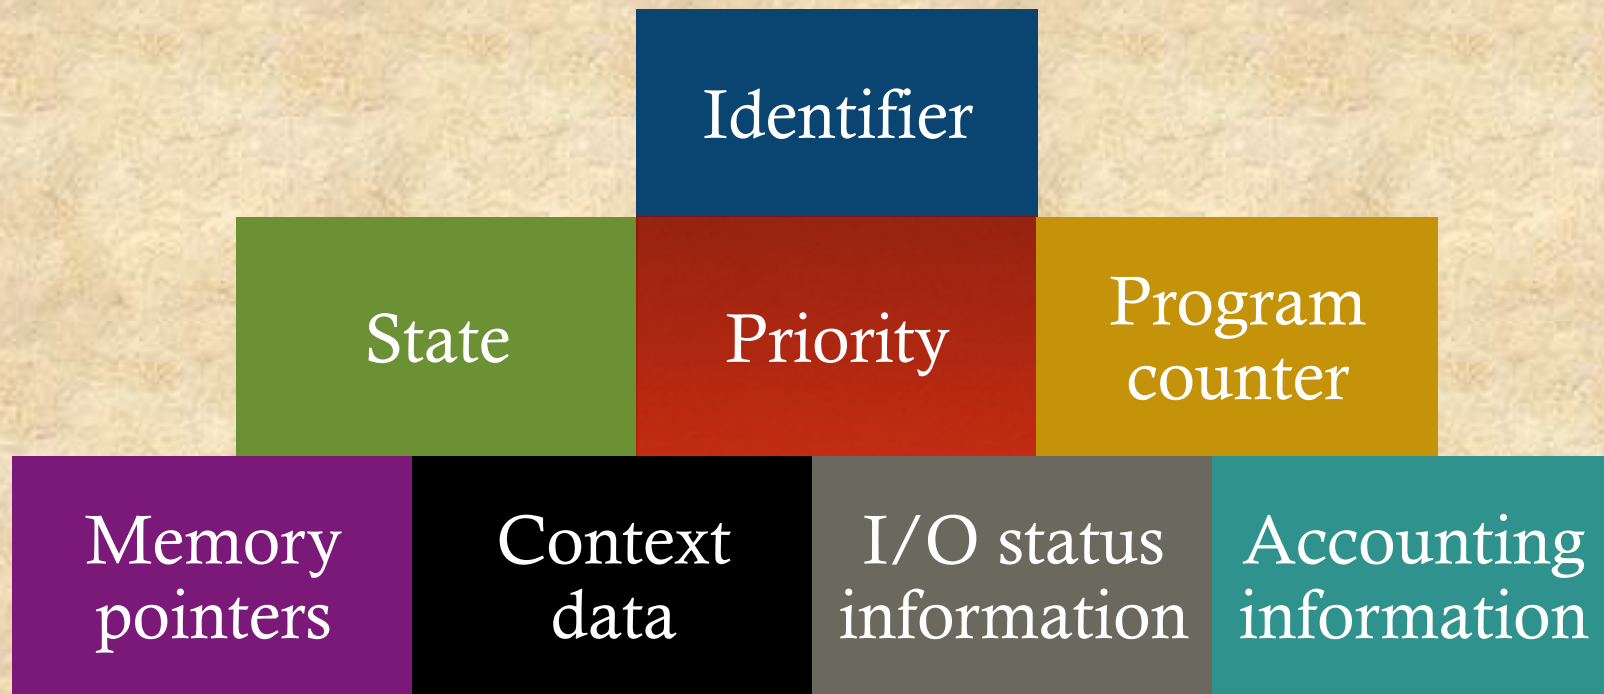 Identifier
State
Priority
Program
counter
Memory
pointers
Context
data
I/O status
information
Accounting
information